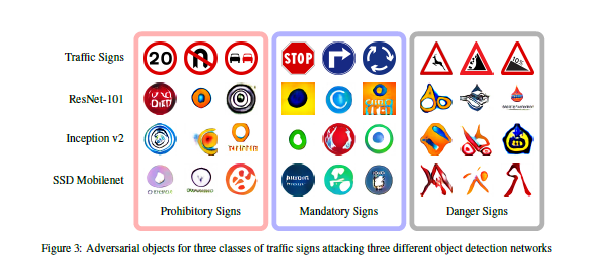 Traffic Signs
20
STOP
10%
ResNet-101
Inception v2
SSD Mobilenet
Prohibitory Signs
Mandatory Signs
Danger Signs
Figure 3: Adversarial objects for three classes of traffic signs attacking three different object detection networks